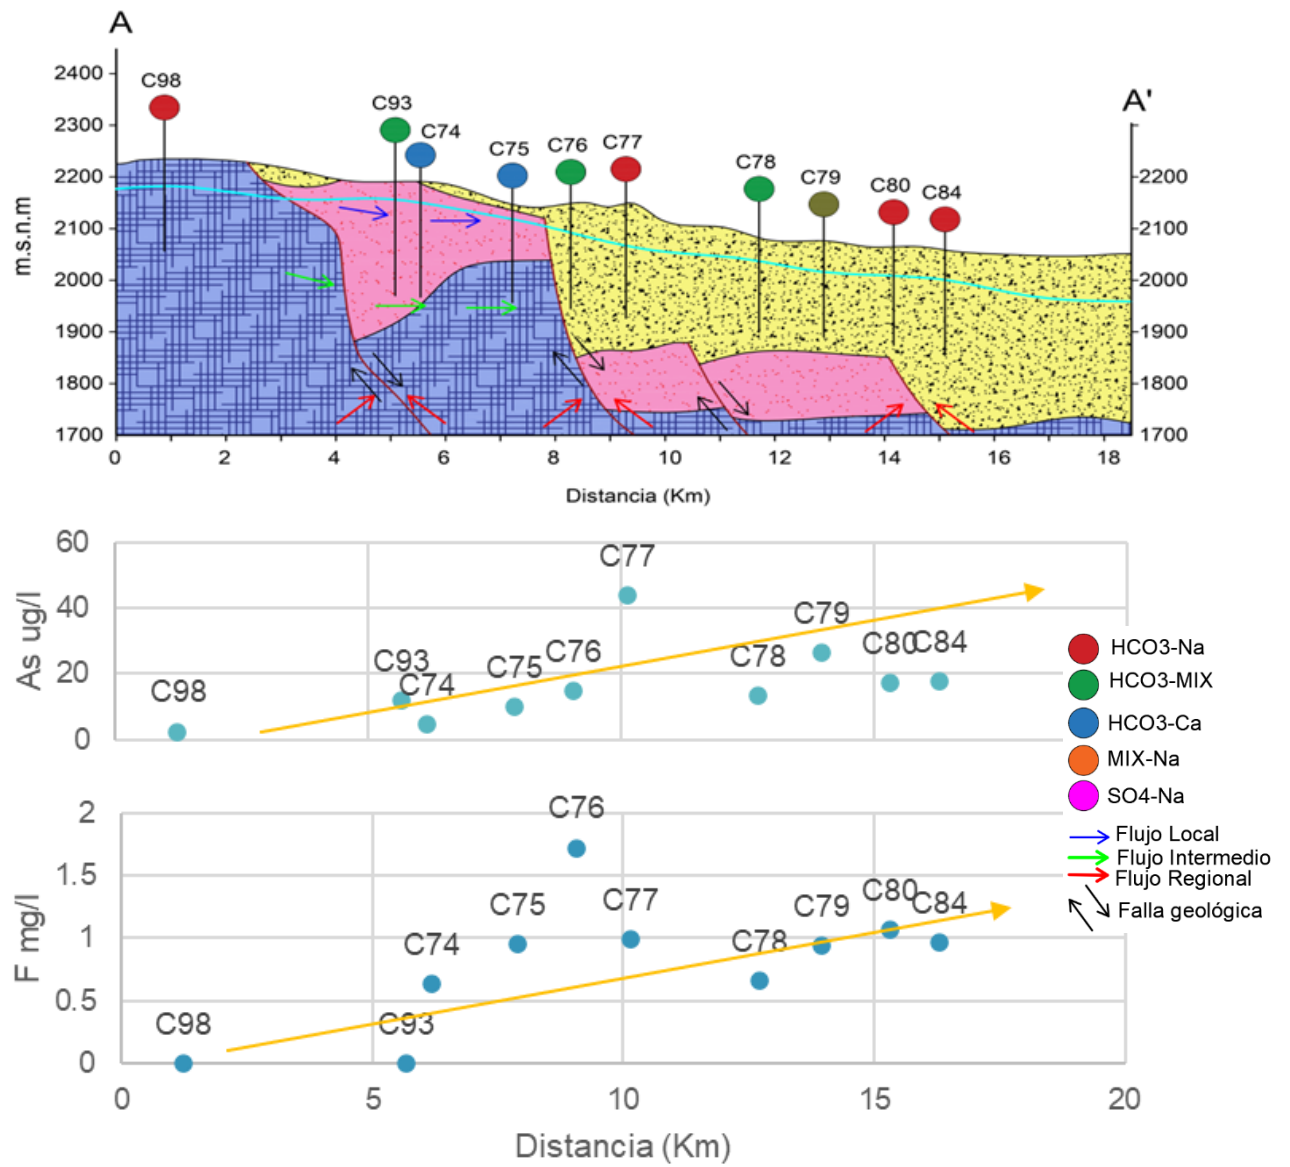 A
A'
m.s.n.m
2400
2300
2200
2100
2000
1900
1800
1700
C98
C93
C74
C75
C76
C77
C78
C79
C80
C84
2200
2100
2000
1900
1800
1700
0 2 4 6 8 10 12 14 16 18
Distancia (Km)
As ug/l
60
40
20
0
C98
C93
C74
C75
C76
C77
C78
C79
C80
C84
F mg/l
2
1.5
1
0.5
0
C98
C93
C74
C75
C76
C77
C78
C79
C80
C84
0 5 10 15 20
Distancia (Km)
HCO3-Na
HCO3-MIX
HCO3-Ca
MIX-Na
SO4-Na
Flujo Local
Flujo Intermedio
Flujo Regional
Falla geológica